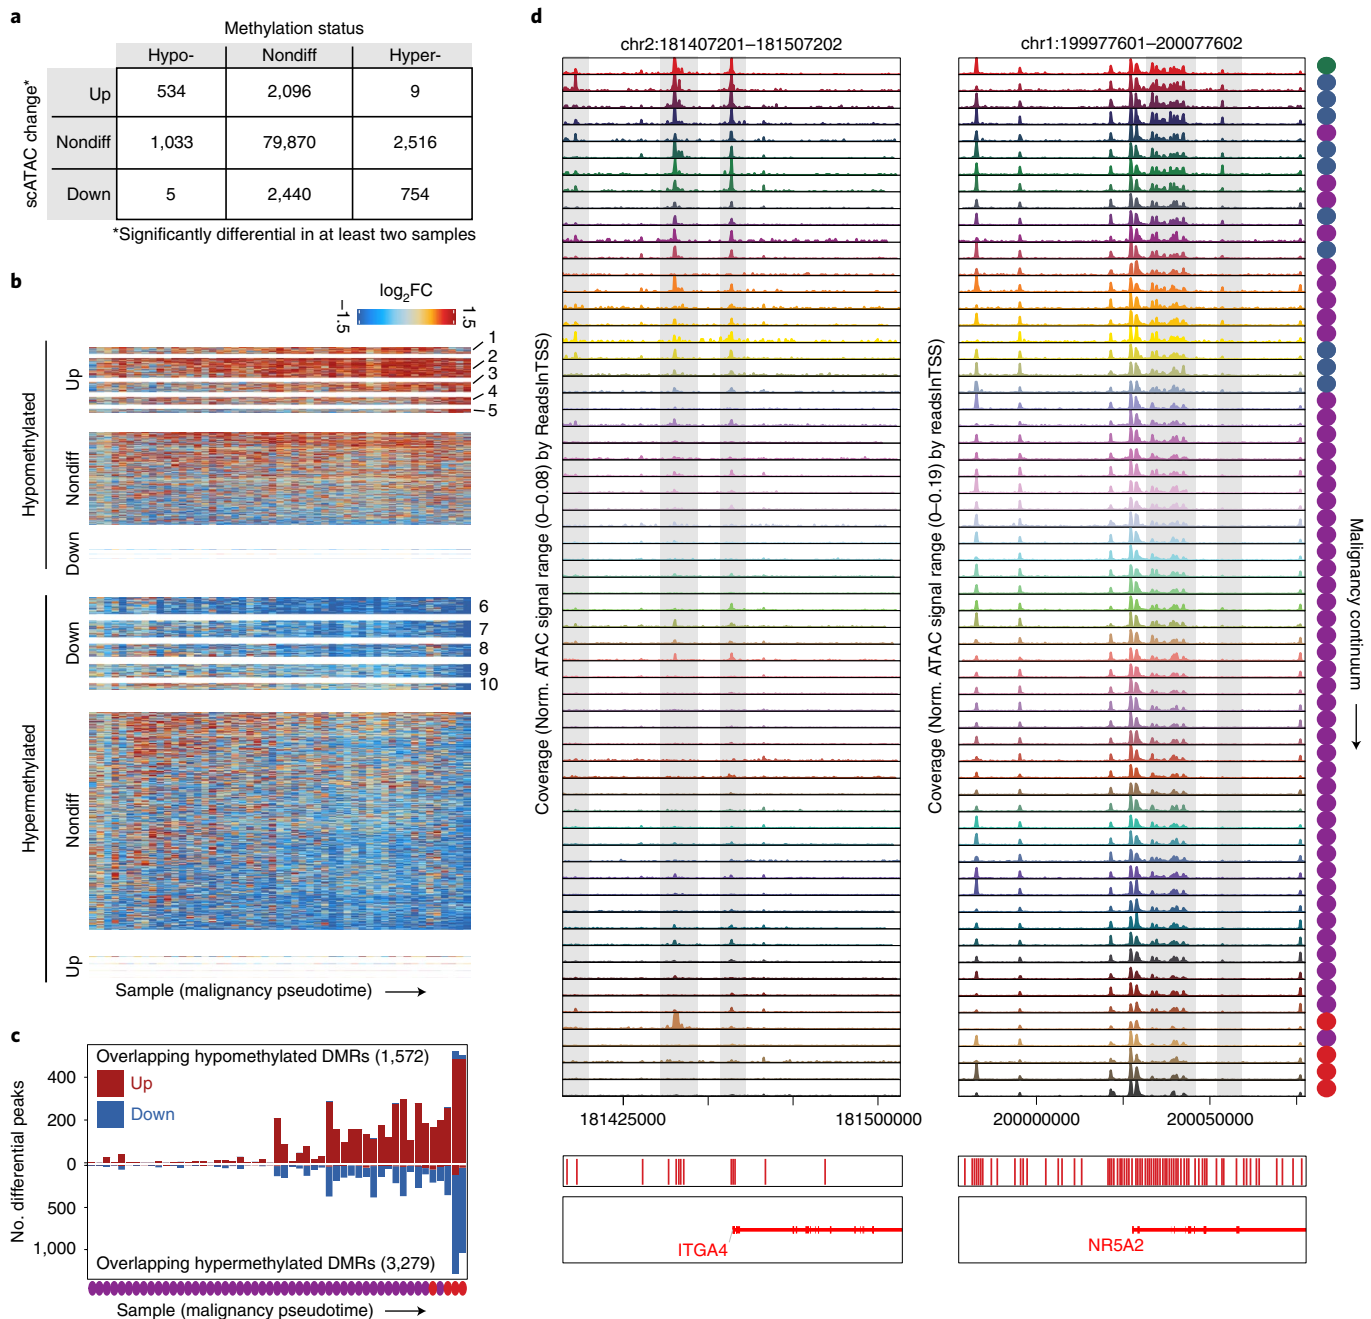 a
Methylation status
Hypo- Nondiff Hyper-
scATAC change*
Up 534 2,096 9
Nondiff 1,033 79,870 2,516
Down 5 2,440 754
*Significantly differential in at least two samples
b
log2FC
–1.5 1.5
Hypomethylated
Up
1
2
3
4
5
Nondiff
Down
Hypermethylated
Down
6
7
8
9
10
Nondiff
Up
Sample (malignancy pseudotime)
c
Overlapping hypomethylated DMRs (1,572)
Up
Down
No. differential peaks
400
200
0
500
1,000
Overlapping hypermethylated DMRs (3,279)
Sample (malignancy pseudotime)
d
chr2:181407201–181507202
Coverage (Norm. ATAC signal range (0–0.08) by ReadsInTSS)
181425000 181500000
ITGA4
chr1:199977601–200077602
Coverage (Norm. ATAC signal range (0–0.19) by readsInTSS)
200000000 200050000
NR5A2
Malignancy continuum